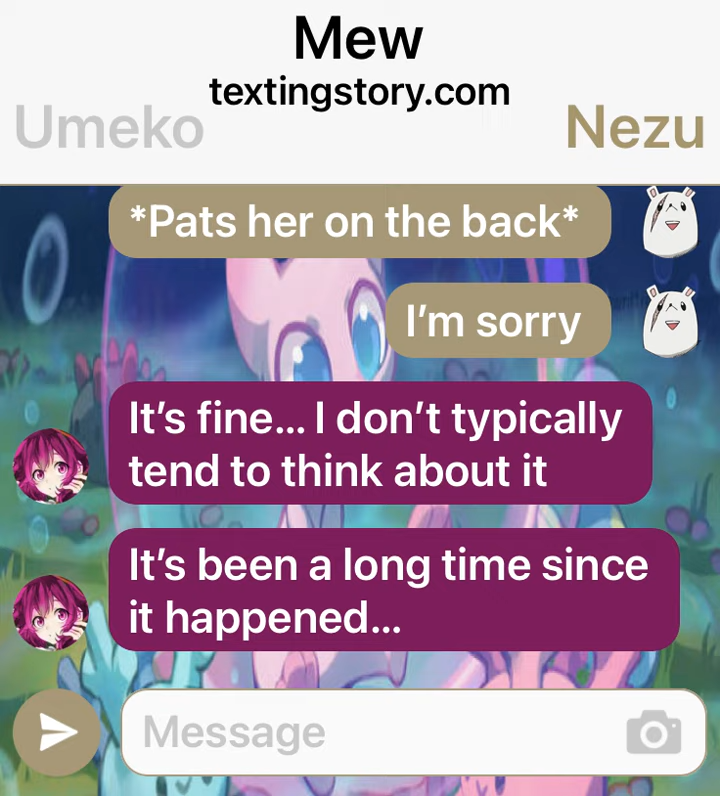 Mew
textingstory.com
Umeko
Nezu
*Pats her on the back*
I'm sorry
It's fine... I don't typically
tend to think about it
It's been a long time since
it happened...
Message